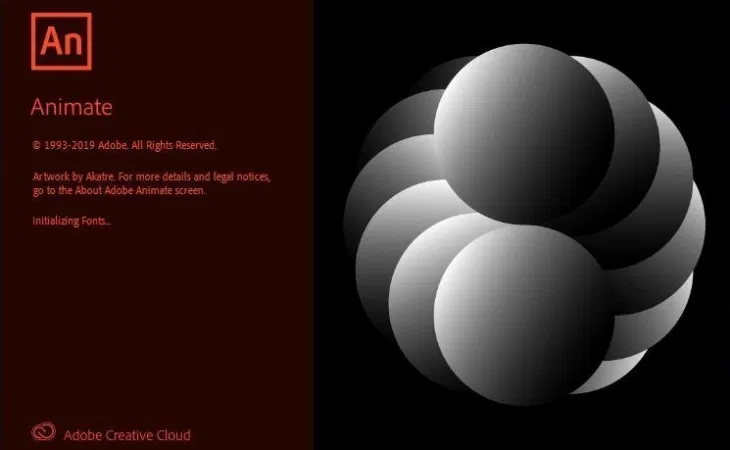 An
Animate
© 1993-2019 Adobe. All Rights Reserved.
Artwork by Akatre. For more details and legal notices,
go to the About Adobe Animate screen.
Initializing Fonts...
Adobe Creative Cloud